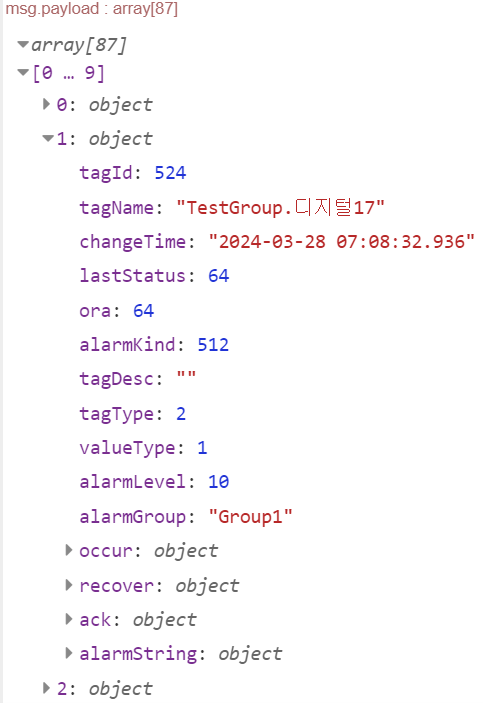 msg.payload : array[87]
array[87]
[0 … 9]
0: object
1: object
tagId: 524
tagName: "TestGroup.디지털17"
changeTime: "2024-03-28 07:08:32.936"
lastStatus: 64
ora: 64
alarmKind: 512
tagDesc: ""
tagType: 2
valueType: 1
alarmLevel: 10
alarmGroup: "Group1"
occur: object
recover: object
ack: object
alarmString: object
2: object